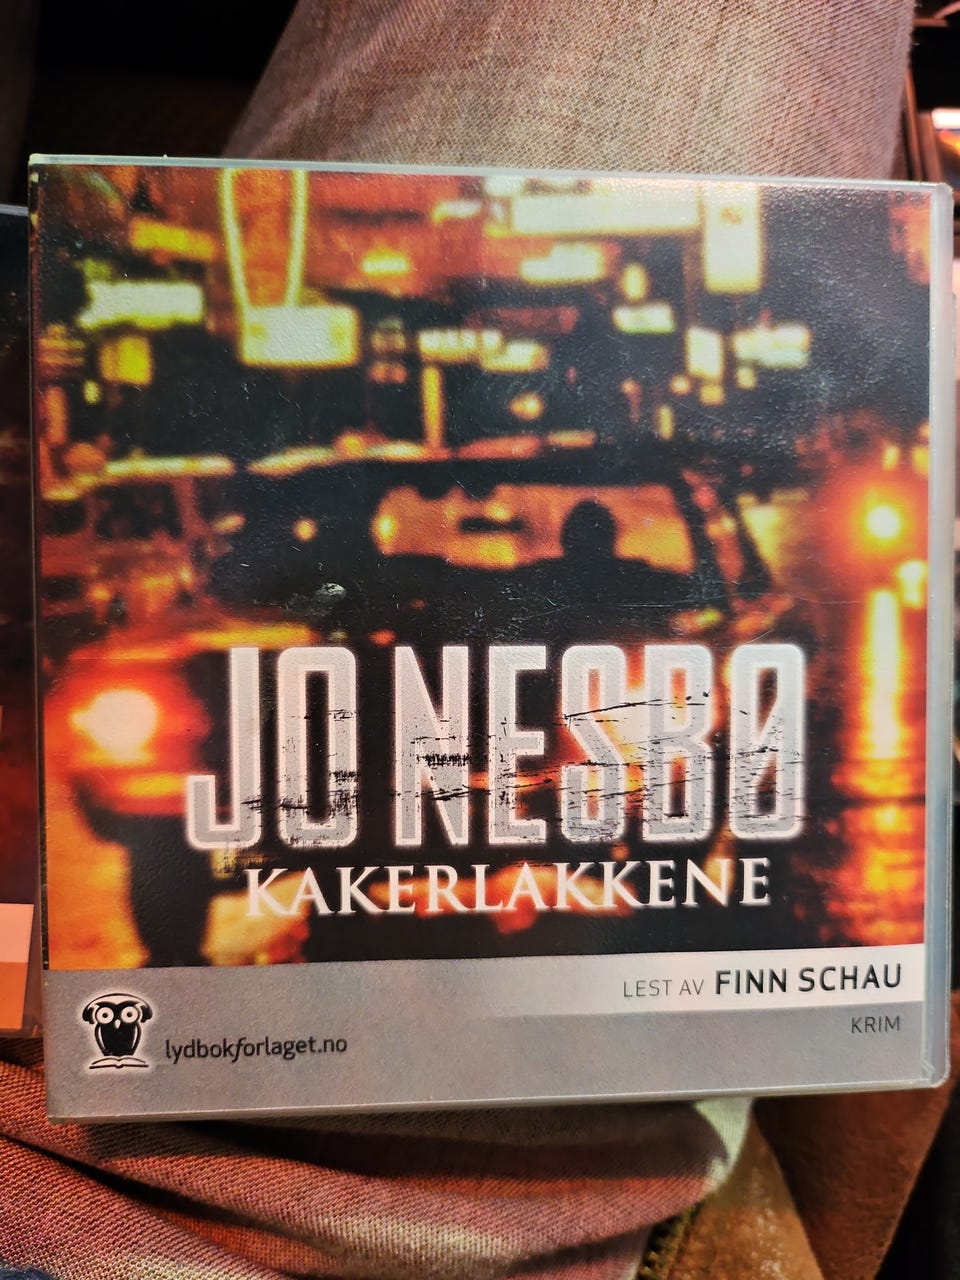 JO NESBØ
KAKERLAKKENE
LEST AV FINN SCHAU
KRIM
lydbokforlaget.no